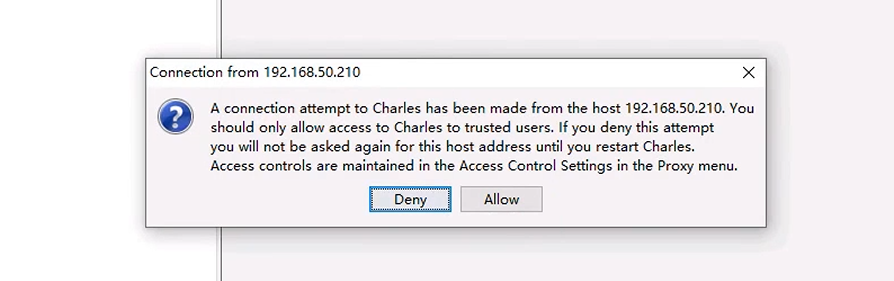 Connection from 192.168.50.210
A connection attempt to Charles has been made from the host 192.168.50.210. You
should only allow access to Charles to trusted users. If you deny this attempt
you will not be asked again for this host address until you restart Charles.
Access controls are maintained in the Access Control Settings in the Proxy menu.
Deny Allow